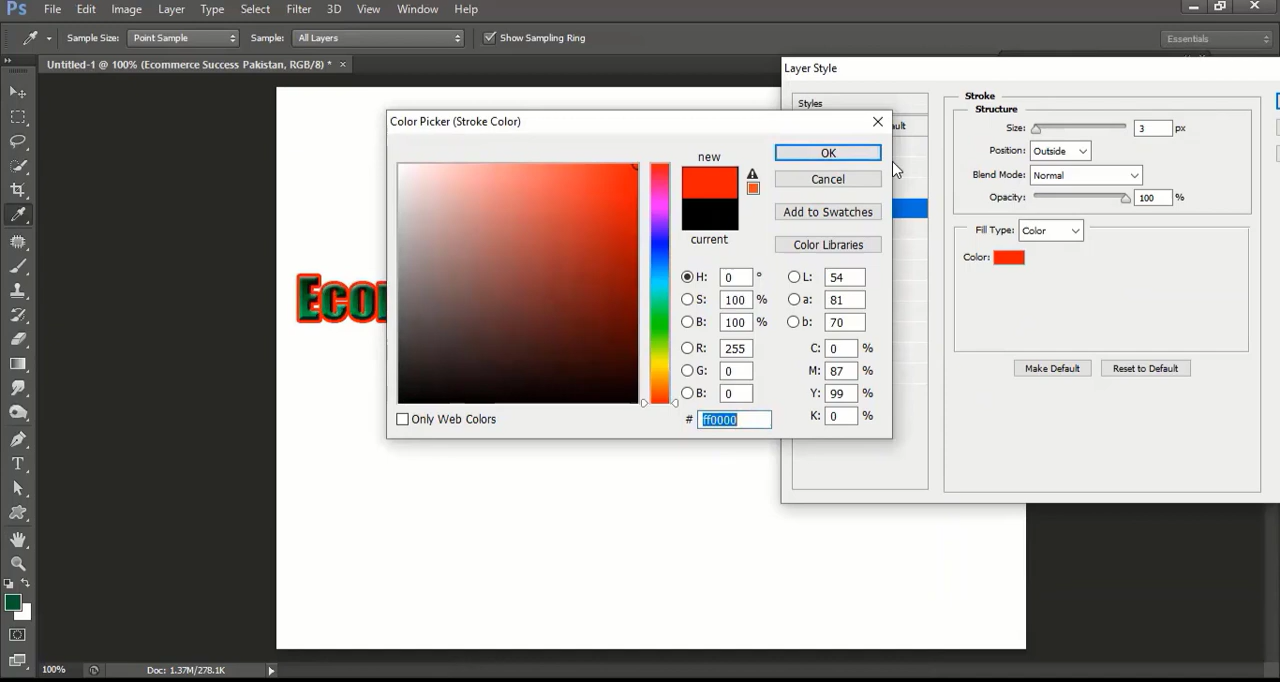 Ps File Edit Image Layer Type Select Filter 3D View Window Help
Sample Size: Point Sample Sample: All Layers Show Sampling Ring Essentials
Untitled-1 @ 100% (Ecommerce Success Pakistan, RGB/8) * ×
Layer Style
Color Picker (Stroke Color)
new
current
OK
Cancel
Add to Swatches
Color Libraries
H: 0 ° L: 54
S: 100 % a: 81
B: 100 % b: 70
R: 255 C: 0 %
G: 0 M: 87 %
B: 0 Y: 99 %
# ff0000 K: 0 %
Only Web Colors
Styles
Stroke
Structure
Size: 3 px
Position: Outside
Blend Mode: Normal
Opacity: 100 %
Fill Type: Color
Color:
Make Default Reset to Default
100% Doc: 1.37M/278.1K